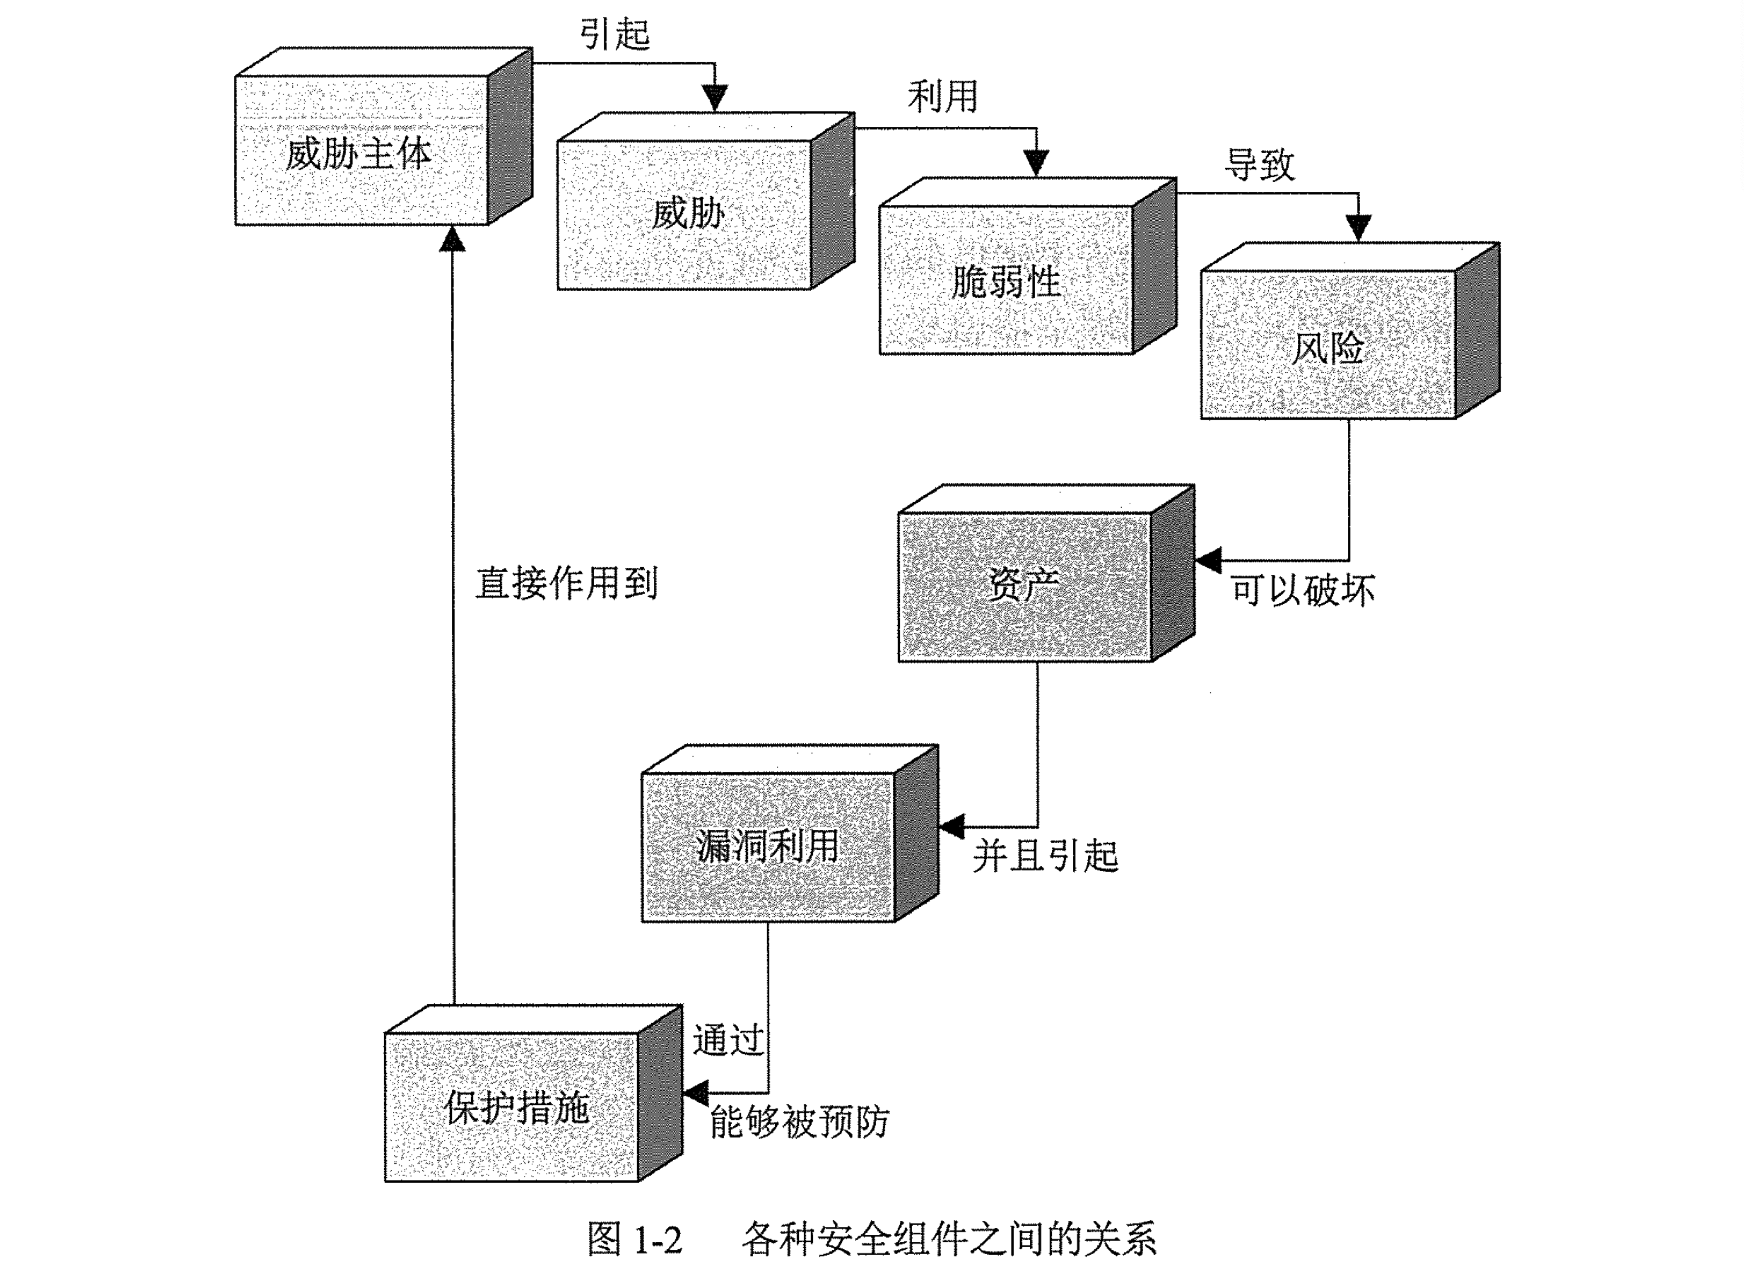 引起
威胁主体
利用
威胁
导致
脆弱性
风险
直接作用到
资产
可以破坏
漏洞利用
并且引起
通过
保护措施
能够被预防
图 1-2 各种安全组件之间的关系